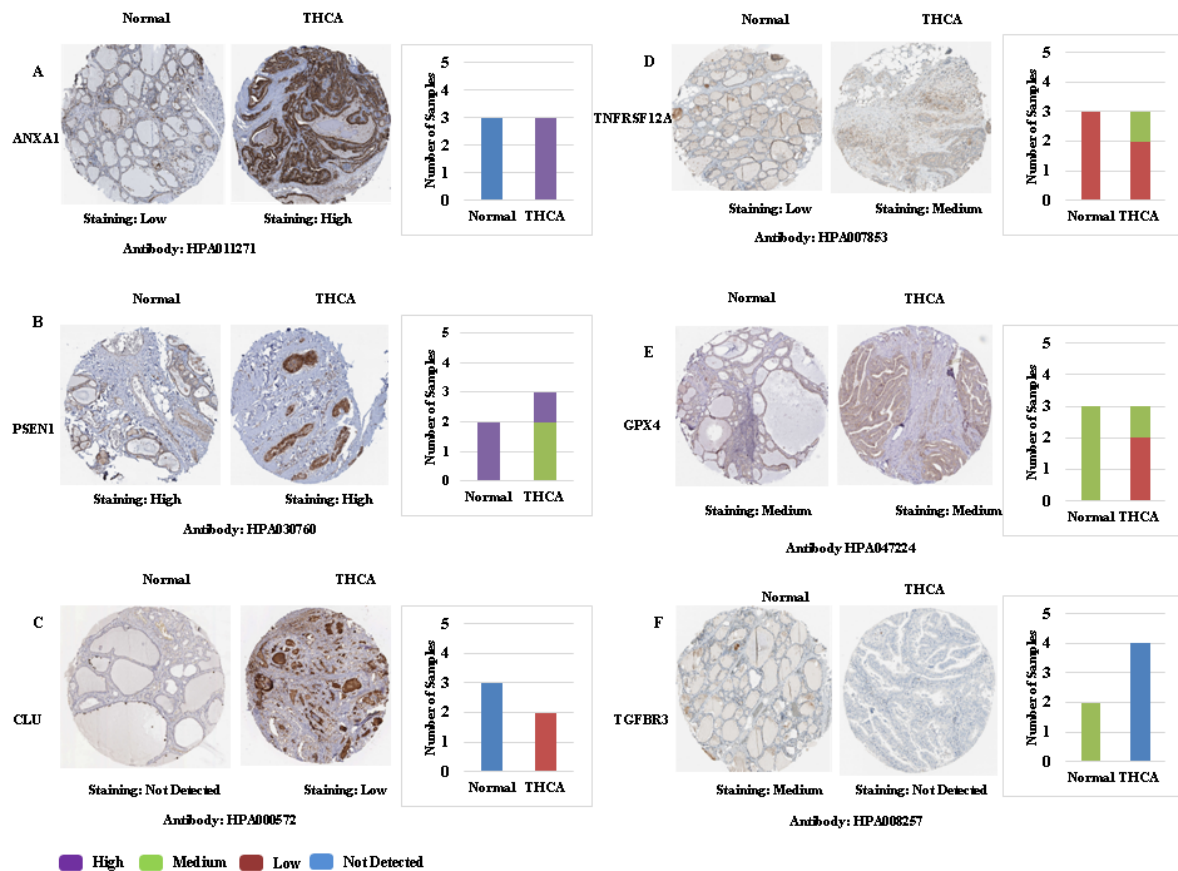 Normal THCA
A
ANXA1
Staining: Low Staining: High
Antibody: HPA011271
Number of Samples
5
4
3
2
1
0
Normal THCA
Normal THCA
B
PSEN1
Staining: High Staining: High
Antibody: HPA030760
Number of Samples
5
4
3
2
1
0
Normal THCA
Normal THCA
C
CLU
Staining: Not Detected Staining: Low
Antibody: HPA000572
Number of Samples
5
4
3
2
1
0
Normal THCA
Normal THCA
D
TNFRSF12A
Staining: Low Staining: Medium
Antibody: HPA007853
Number of Samples
5
4
3
2
1
0
Normal THCA
Normal THCA
E
GPX4
Staining: Medium Staining: Medium
Antibody HPA047224
Number of Samples
5
4
3
2
1
0
Normal THCA
Normal THCA
F
TGFBR3
Staining: Medium Staining: Not Detected
Antibody: HPA008257
Number of Samples
5
4
3
2
1
0
Normal THCA
High Medium Low Not Detected